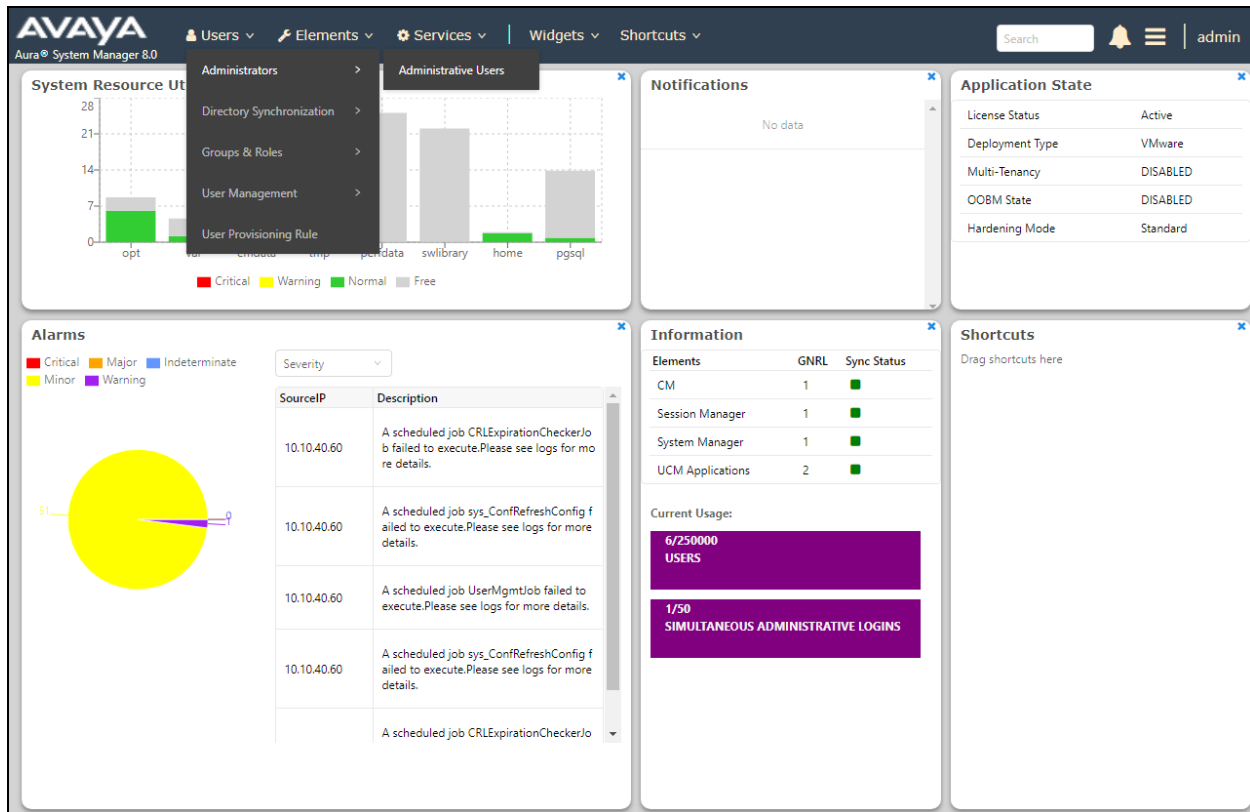 AVAYA
Aura® System Manager 8.0
Users
Elements
Services
Widgets
Shortcuts
Search
admin
Administrators
Administrative Users
Directory Synchronization
Groups & Roles
User Management
User Provisioning Rule
System Resource Ut
28
21
14
7
0
opt
swlibrary
home
pgsql
Critical
Warning
Normal
Free
Notifications
No data
Application State
License Status Active
Deployment Type VMware
Multi-Tenancy DISABLED
OOBM State DISABLED
Hardening Mode Standard
Alarms
Critical
Major
Indeterminate
Minor
Warning
Severity
SourceIP Description
10.10.40.60
A scheduled job CRLExpirationCheckerJo
b failed to execute.Please see logs for mo
re details.
10.10.40.60
A scheduled job sys_ConfRefreshConfig f
ailed to execute.Please see logs for more
details.
10.10.40.60
A scheduled job UserMgmtJob failed to
execute.Please see logs for more details.
10.10.40.60
A scheduled job sys_ConfRefreshConfig f
ailed to execute.Please see logs for more
details.
A scheduled job CRLExpirationCheckerJo
Information
Elements GNRL Sync Status
CM 1
Session Manager 1
System Manager 1
UCM Applications 2
Current Usage:
6/250000
USERS
1/50
SIMULTANEOUS ADMINISTRATIVE LOGINS
Shortcuts
Drag shortcuts here